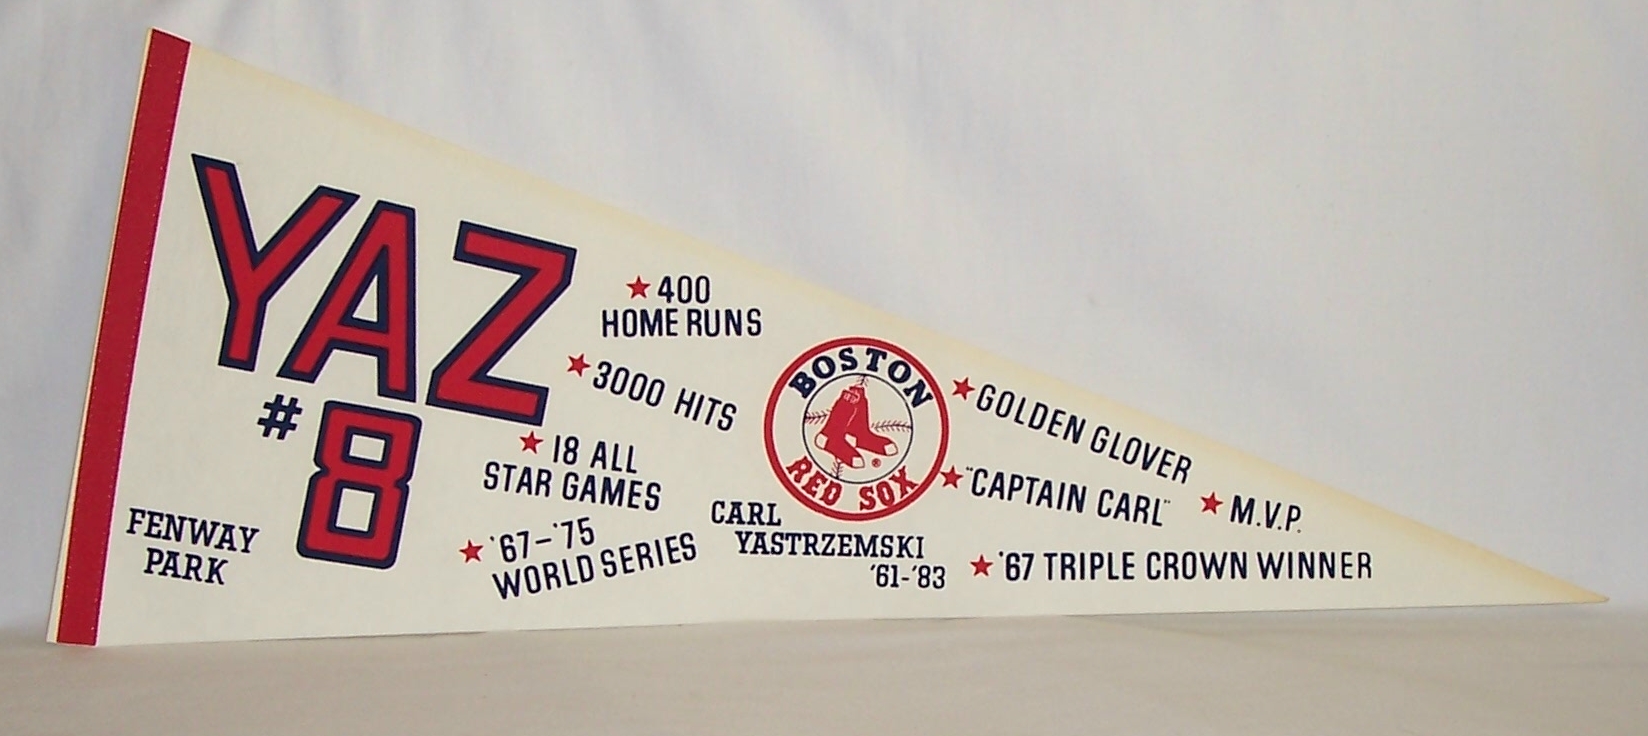 YAZ
#8
FENWAY
PARK
★400
HOME RUNS
★3000 HITS
★18 ALL
STAR GAMES
★'67-'75
WORLD SERIES
BOSTON
RED SOX
®
CARL
YASTRZEMSKI
'61-'83
★GOLDEN GLOVER
★"CAPTAIN CARL"
★M.V.P.
★'67 TRIPLE CROWN WINNER